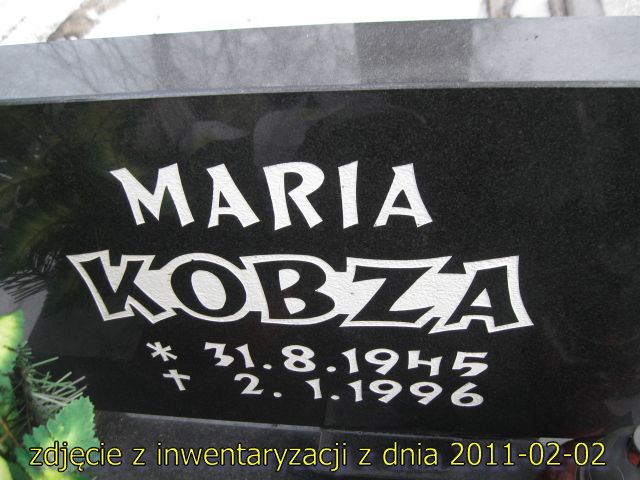 MARIA
KOBZA
* 31.8.1945
✝ 2.1.1996
zdjęcie z inwentaryzacji z dnia 2011-02-02